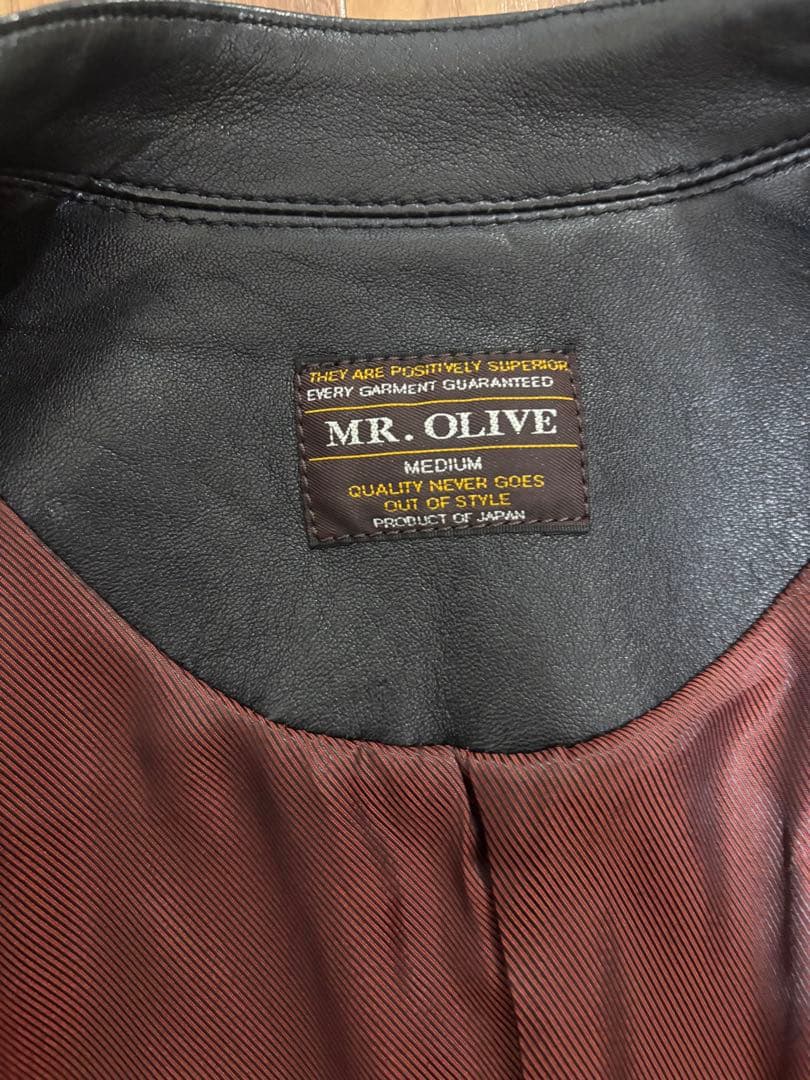 THEY ARE POSITIVELY SUPERIOR
EVERY GARMENT GUARANTEED
MR. OLIVE
MEDIUM
QUALITY NEVER GOES
OUT OF STYLE
PRODUCT OF JAPAN